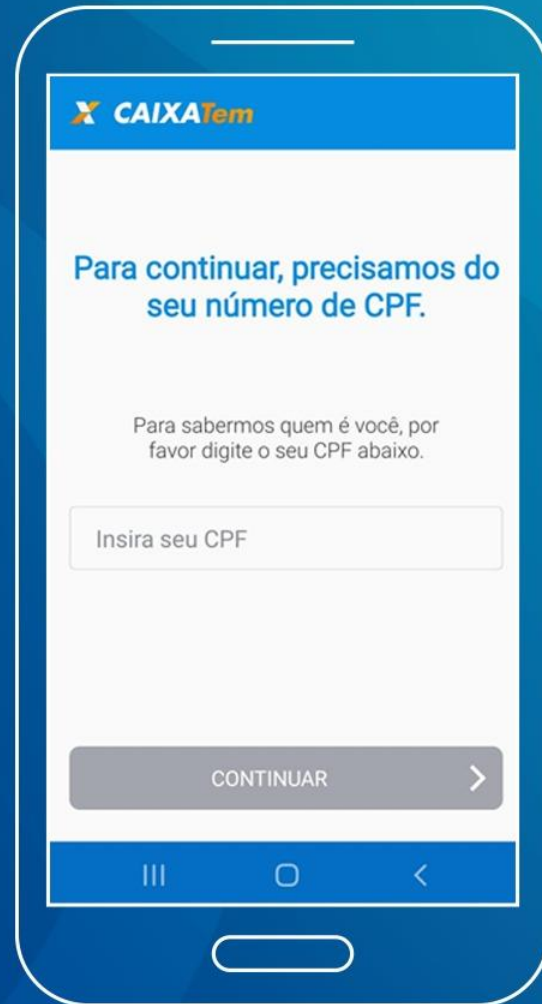 CAIXATem
Para continuar, precisamos do
seu número de CPF.
Para sabermos quem é você, por
favor digite o seu CPF abaixo.
Insira seu CPF
CONTINUAR